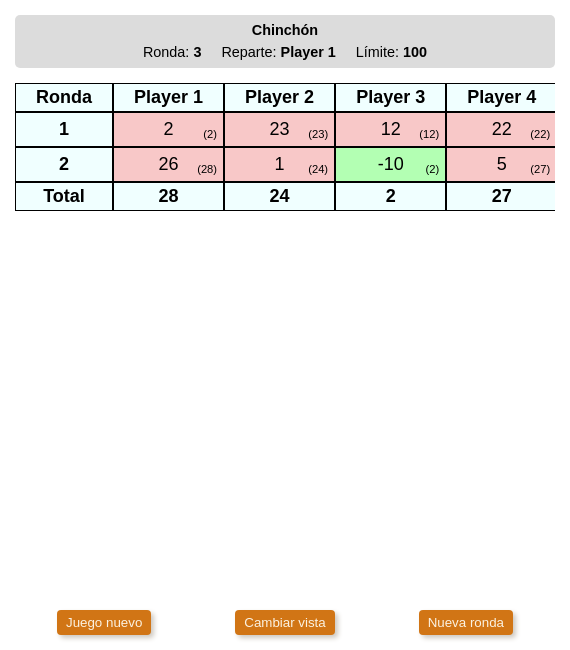 Chinchón
Ronda: 3 Reparte: Player 1 Límite: 100
Ronda Player 1 Player 2 Player 3 Player 4
1 2 (2) 23 (23) 12 (12) 22 (22)
2 26 (28) 1 (24) -10 (2) 5 (27)
Total 28 24 2 27
Juego nuevo Cambiar vista Nueva ronda